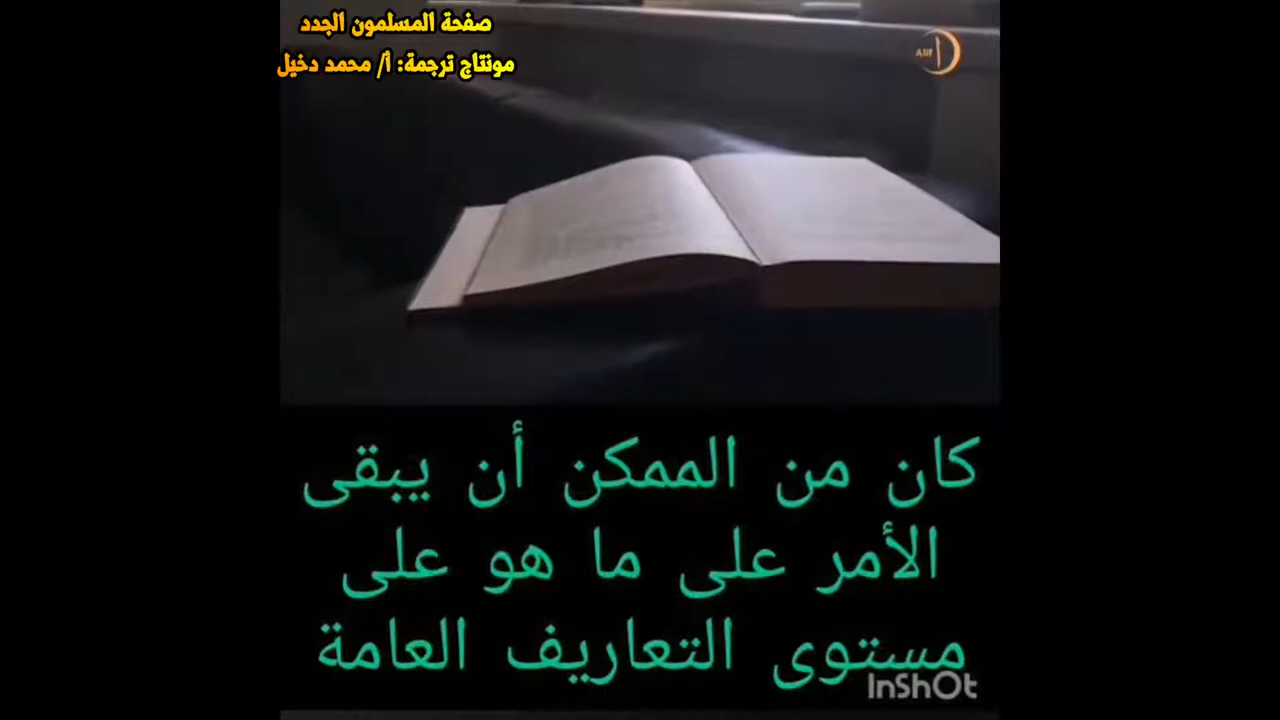 صفحة المسلمون الجدد
مونتاج ترجمة: أ/ محمد دخيل
Alif
كان من الممكن أن يبقى
الأمر على ما هو على
مستوى التعاريف العامة
InShOt